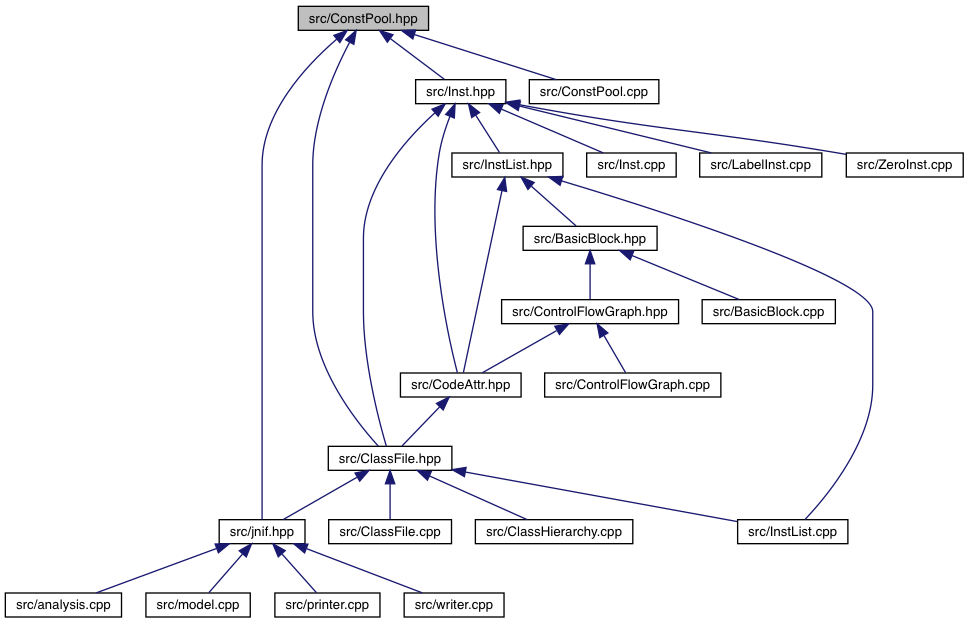 src/ConstPool.hpp
src/Inst.hpp
src/ConstPool.cpp
src/InstList.hpp
src/Inst.cpp
src/LabelInst.cpp
src/ZeroInst.cpp
src/BasicBlock.hpp
src/ControlFlowGraph.hpp
src/BasicBlock.cpp
src/CodeAttr.hpp
src/ControlFlowGraph.cpp
src/ClassFile.hpp
src/jnif.hpp
src/ClassFile.cpp
src/ClassHierarchy.cpp
src/InstList.cpp
src/analysis.cpp
src/model.cpp
src/printer.cpp
src/writer.cpp